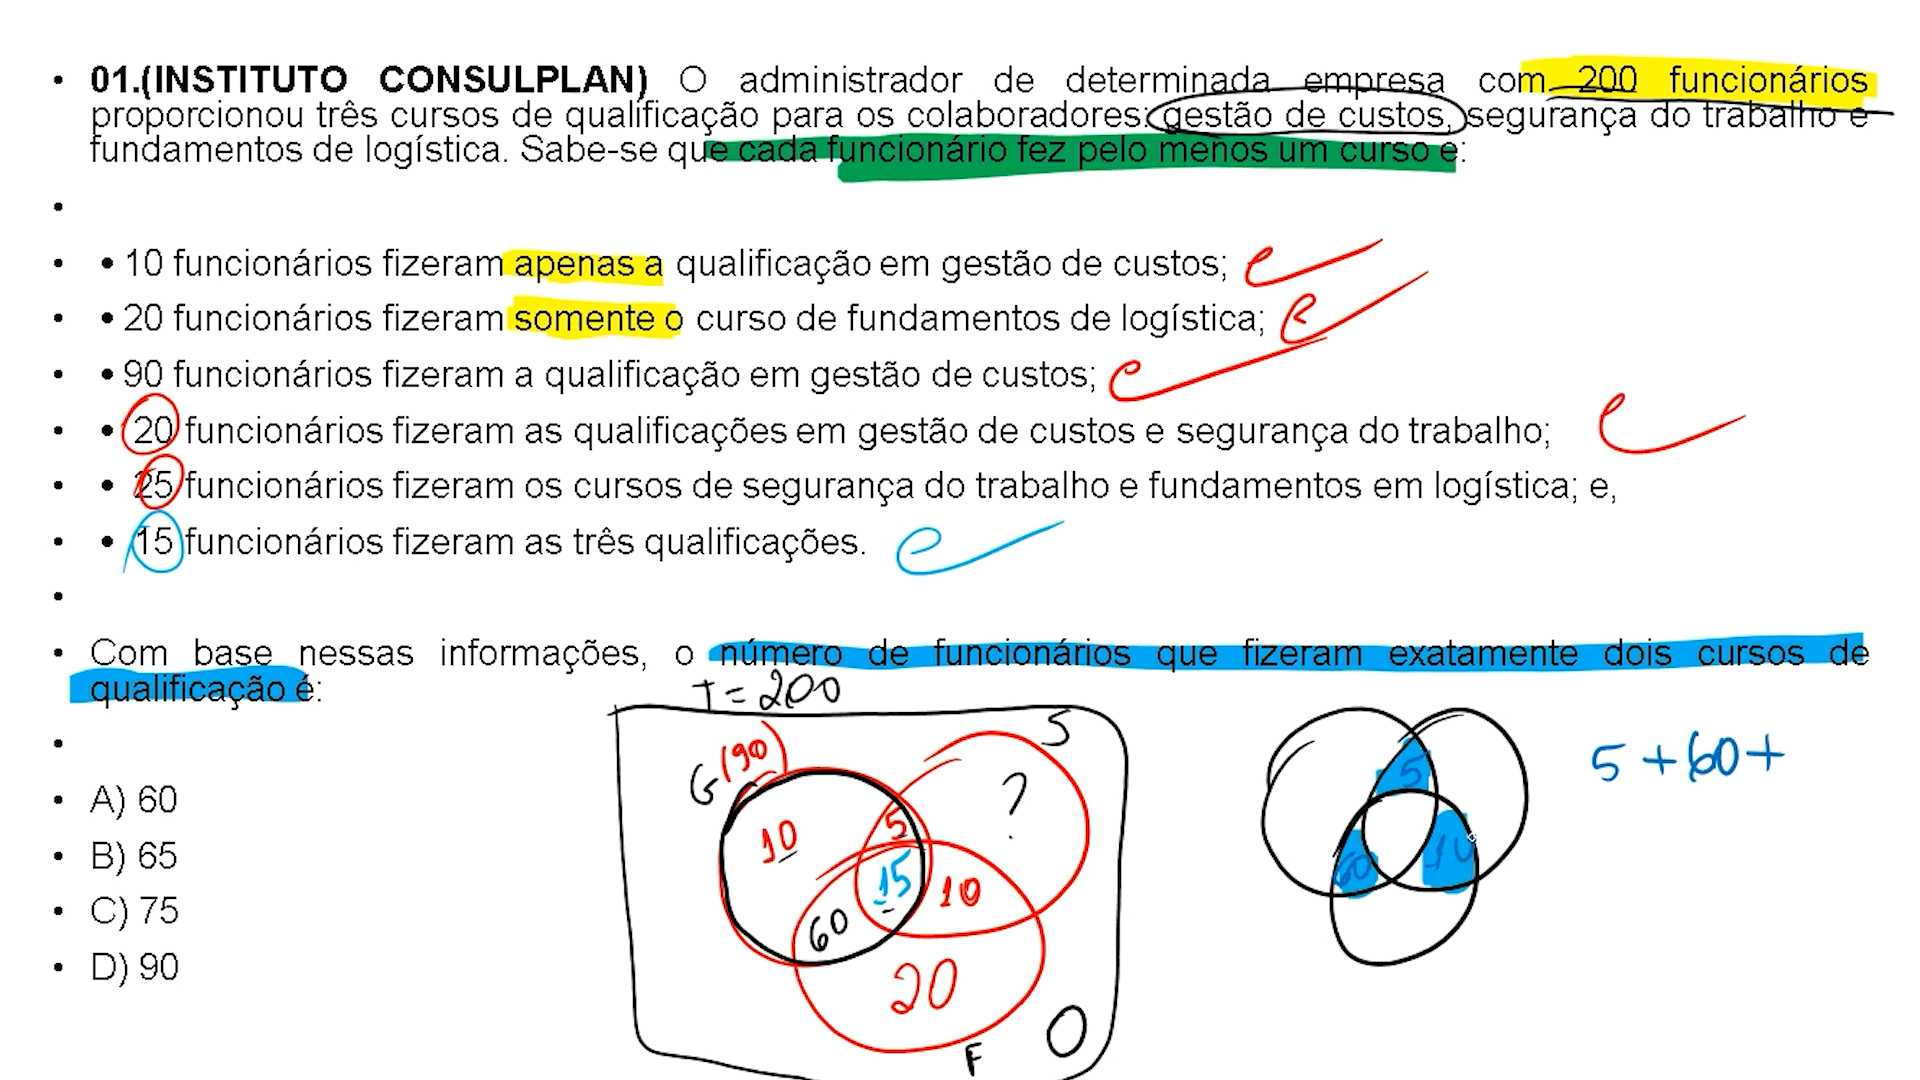 • 01.(INSTITUTO CONSULPLAN) O administrador de determinada empresa com 200 funcionários
proporcionou três cursos de qualificação para os colaboradores: gestão de custos, segurança do trabalho e
fundamentos de logística. Sabe-se que cada funcionário fez pelo menos um curso e:
•
• • 10 funcionários fizeram apenas a qualificação em gestão de custos;
• • 20 funcionários fizeram somente o curso de fundamentos de logística;
• • 90 funcionários fizeram a qualificação em gestão de custos;
• • 20 funcionários fizeram as qualificações em gestão de custos e segurança do trabalho;
• • 25 funcionários fizeram os cursos de segurança do trabalho e fundamentos em logística; e,
• • 15 funcionários fizeram as três qualificações.
•
• Com base nessas informações, o número de funcionários que fizeram exatamente dois cursos de
qualificação é:
•
• A) 60
• B) 65
• C) 75
• D) 90
T = 200
G (90)
S
10
5
?
15
10
60
20
F
0
5
60
10
5 + 60 +